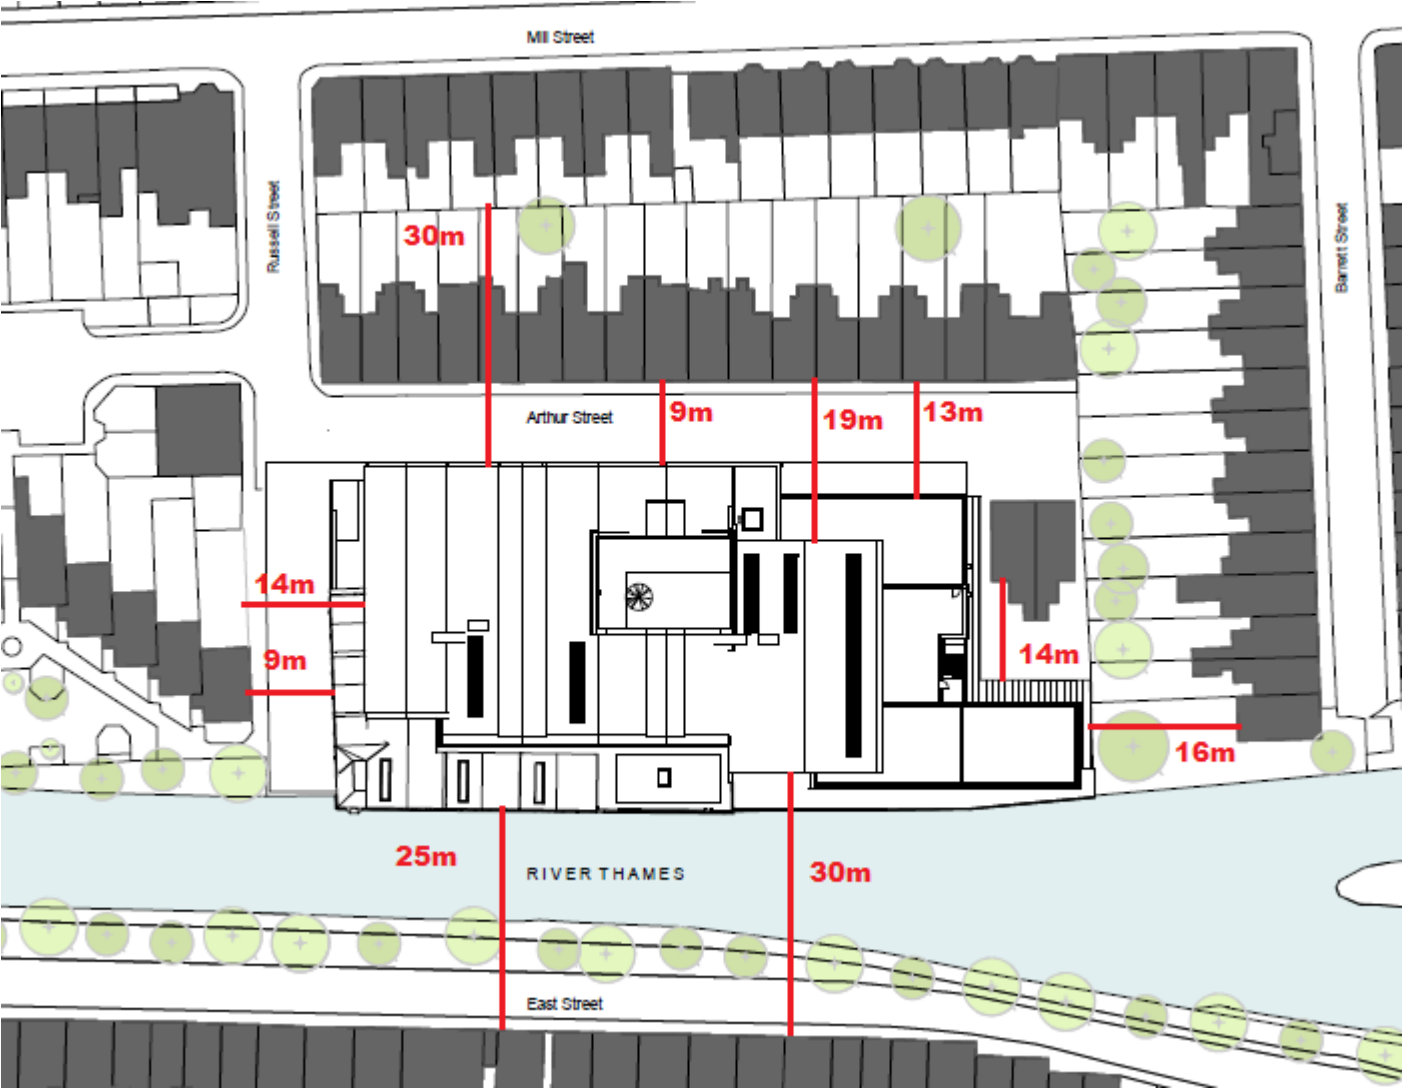 Mill Street
Russell Street
Barrett Street
30m
Arthur Street
9m
19m
13m
14m
9m
14m
16m
25m
RIVER THAMES
30m
East Street